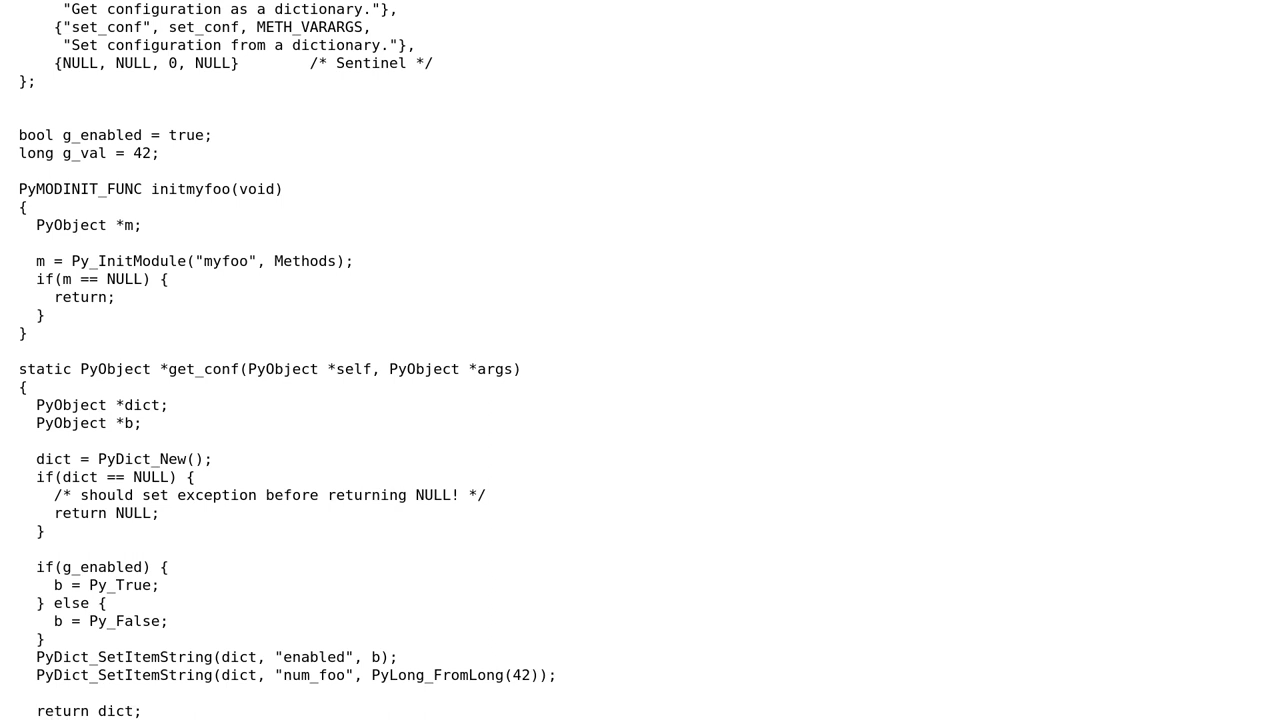 "Get configuration as a dictionary."},
{"set_conf", set_conf, METH_VARARGS,
"Set configuration from a dictionary."},
{NULL, NULL, 0, NULL}        /* Sentinel */
};
bool g_enabled = true;
long g_val = 42;
PyMODINIT_FUNC initmyfoo(void)
{
PyObject *m;
m = Py_InitModule("myfoo", Methods);
if(m == NULL) {
return;
}
}
static PyObject *get_conf(PyObject *self, PyObject *args)
{
PyObject *dict;
PyObject *b;
dict = PyDict_New();
if(dict == NULL) {
/* should set exception before returning NULL! */
return NULL;
}
if(g_enabled) {
b = Py_True;
} else {
b = Py_False;
}
PyDict_SetItemString(dict, "enabled", b);
PyDict_SetItemString(dict, "num_foo", PyLong_FromLong(42));
return dict;